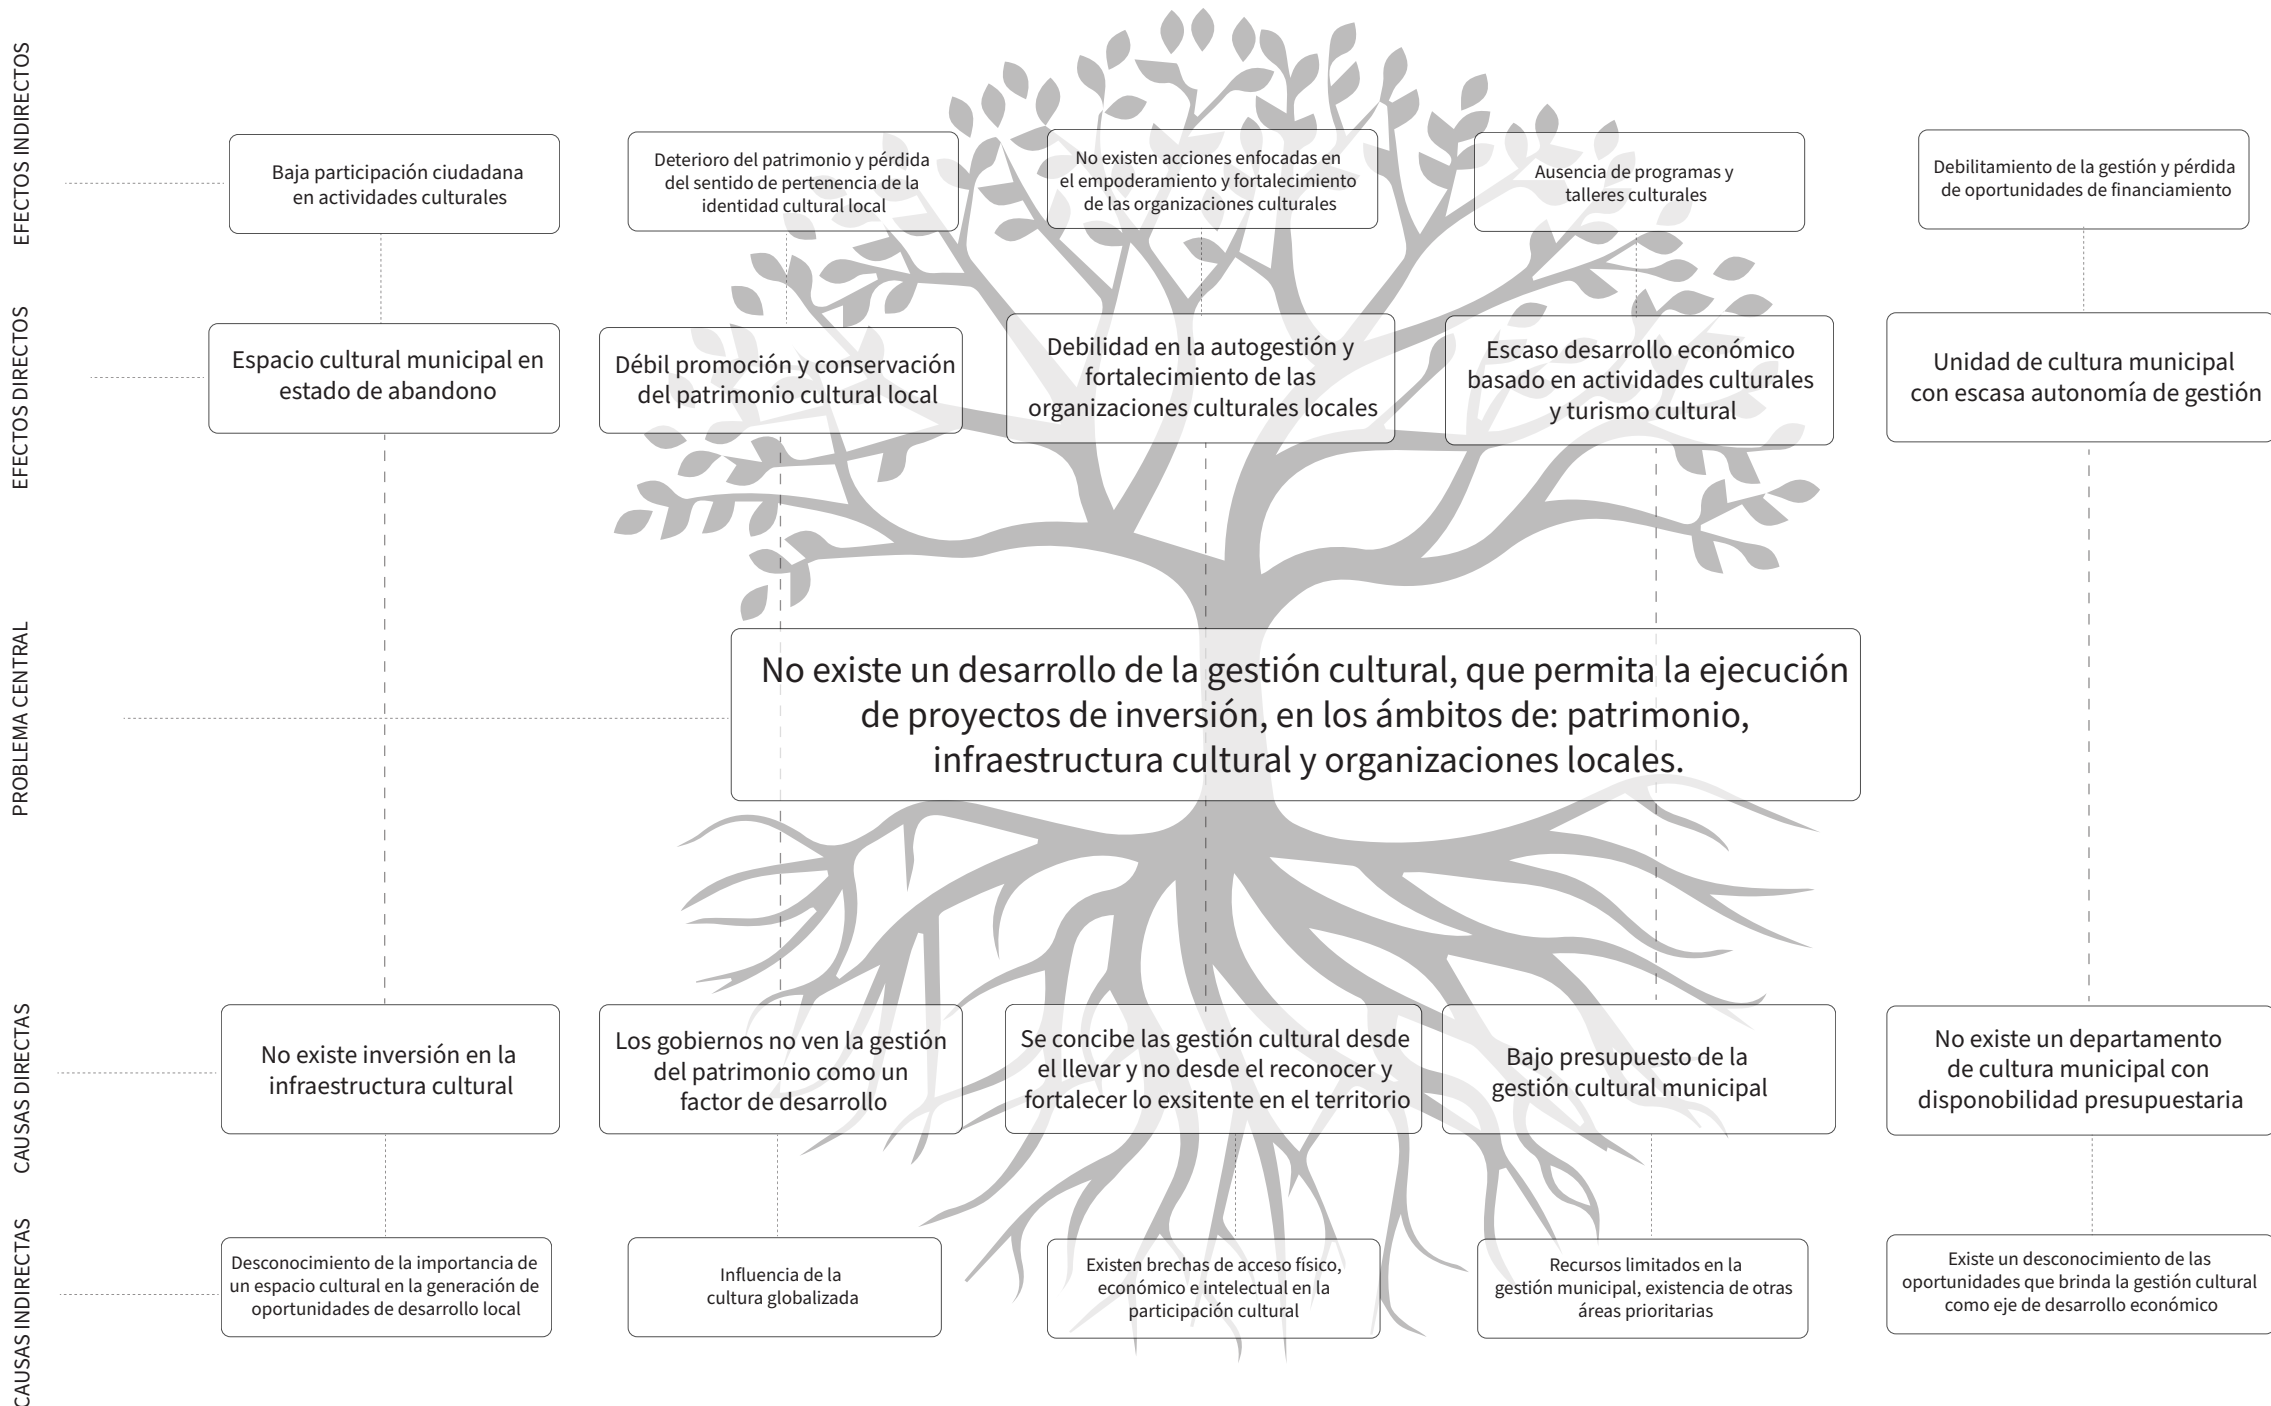 EFECTOS INDIRECTOS
Baja participación ciudadana
en actividades culturales
Deterioro del patrimonio y pérdida
del sentido de pertenencia de la
identidad cultural local
No existen acciones enfocadas en
el empoderamiento y fortalecimiento
de las organizaciones culturales
Ausencia de programas y
talleres culturales
Debilitamiento de la gestión y pérdida
de oportunidades de financiamiento
EFECTOS DIRECTOS
Espacio cultural municipal en
estado de abandono
Débil promoción y conservación
del patrimonio cultural local
Debilidad en la autogestión y
fortalecimiento de las
organizaciones culturales locales
Escaso desarrollo económico
basado en actividades culturales
y turismo cultural
Unidad de cultura municipal
con escasa autonomía de gestión
PROBLEMA CENTRAL
No existe un desarrollo de la gestión cultural, que permita la ejecución
de proyectos de inversión, en los ámbitos de: patrimonio,
infraestructura cultural y organizaciones locales.
CAUSAS DIRECTAS
No existe inversión en la
infraestructura cultural
Los gobiernos no ven la gestión
del patrimonio como un
factor de desarrollo
Se concibe las gestión cultural desde
el llevar y no desde el reconocer y
fortalecer lo exsitente en el territorio
Bajo presupuesto de la
gestión cultural municipal
No existe un departamento
de cultura municipal con
disponobilidad presupuestaria
CAUSAS INDIRECTAS
Desconocimiento de la importancia de
un espacio cultural en la generación de
oportunidades de desarrollo local
Influencia de la
cultura globalizada
Existen brechas de acceso físico,
económico e intelectual en la
participación cultural
Recursos limitados en la
gestión municipal, existencia de otras
áreas prioritarias
Existe un desconocimiento de las
oportunidades que brinda la gestión cultural
como eje de desarrollo económico